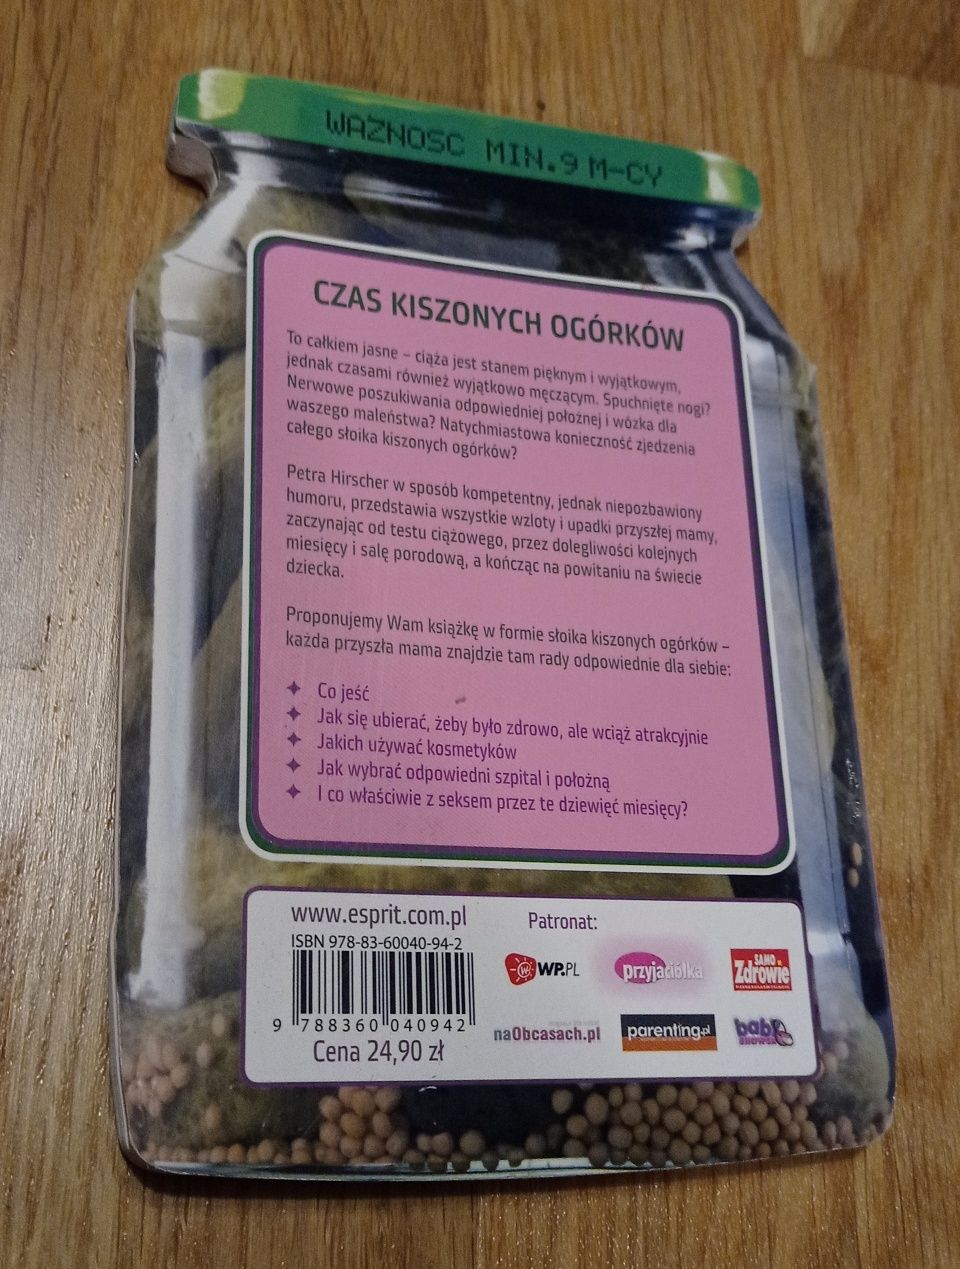 WAZNOSC MIN.9 M-CY
CZAS KISZONYCH OGÓRKÓW
To całkiem jasne – ciąża jest stanem pięknym i wyjątkowym,
jednak czasami również wyjątkowo męczącym. Spuchnięte nogi?
Nerwowe poszukiwania odpowiedniej położnej i wózka dla
waszego maleństwa? Natychmiastowa konieczność zjedzenia
całego słoika kiszonych ogórków?
Petra Hirscher w sposób kompetentny, jednak niepozbawiony
humoru, przedstawia wszystkie wzloty i upadki przyszłej mamy,
zaczynając od testu ciążowego, przez dolegliwości kolejnych
miesięcy i salę porodową, a kończąc na powitaniu na świecie
dziecka.
Proponujemy Wam książkę w formie słoika kiszonych ogórków –
każda przyszła mama znajdzie tam rady odpowiednie dla siebie:
✦ Co jeść
✦ Jak się ubierać, żeby było zdrowo, ale wciąż atrakcyjnie
✦ Jakich używać kosmetyków
✦ Jak wybrać odpowiedni szpital i położną
✦ I co właściwie z seksem przez te dziewięć miesięcy?
www.esprit.com.pl
ISBN 978-83-60040-94-2
9 788360 040942
Cena 24,90 zł
Patronat:
WP.PL
przyjaciółka
SAMO
Zdrowie
naObcasach.pl
parenting.pl